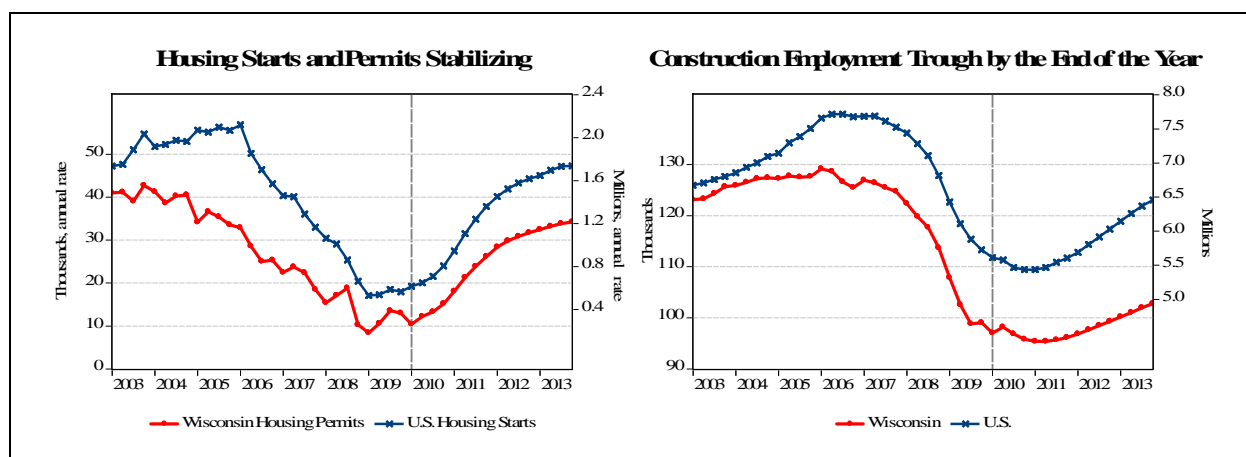 Housing Starts and Permits Stabilizing
2.4
2.0
1.6
1.2
0.8
0.4
Millions, annual rate
50
40
30
20
10
0
Thousands, annual rate
2003 2004 2005 2006 2007 2008 2009 2010 2011 2012 2013
Wisconsin Housing Permits U.S. Housing Starts
Construction Employment Trough by the End of the Year
8.0
7.5
7.0
6.5
6.0
5.5
5.0
Millions
130
120
110
100
90
Thousands
2003 2004 2005 2006 2007 2008 2009 2010 2011 2012 2013
Wisconsin U.S.